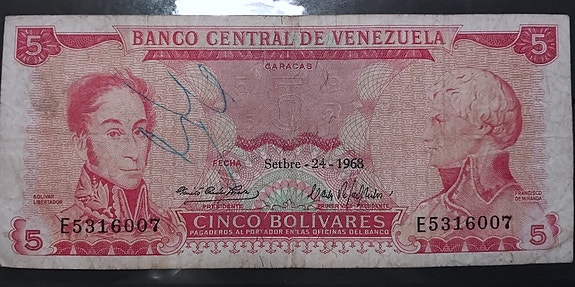 5 BANCO CENTRAL DE VENEZUELA 5
CARACAS
FECHA Setbre - 24 - 1968
BOLIVAR
LIBERTADOR
FRANCISCO
DE MIRANDA
PRESIDENTE
PRIMER VICE-PRESIDENTE
E5316007 E5316007
CINCO BOLÍVARES
5 PAGADEROS AL PORTADOR EN LAS OFICINAS DEL BANCO 5